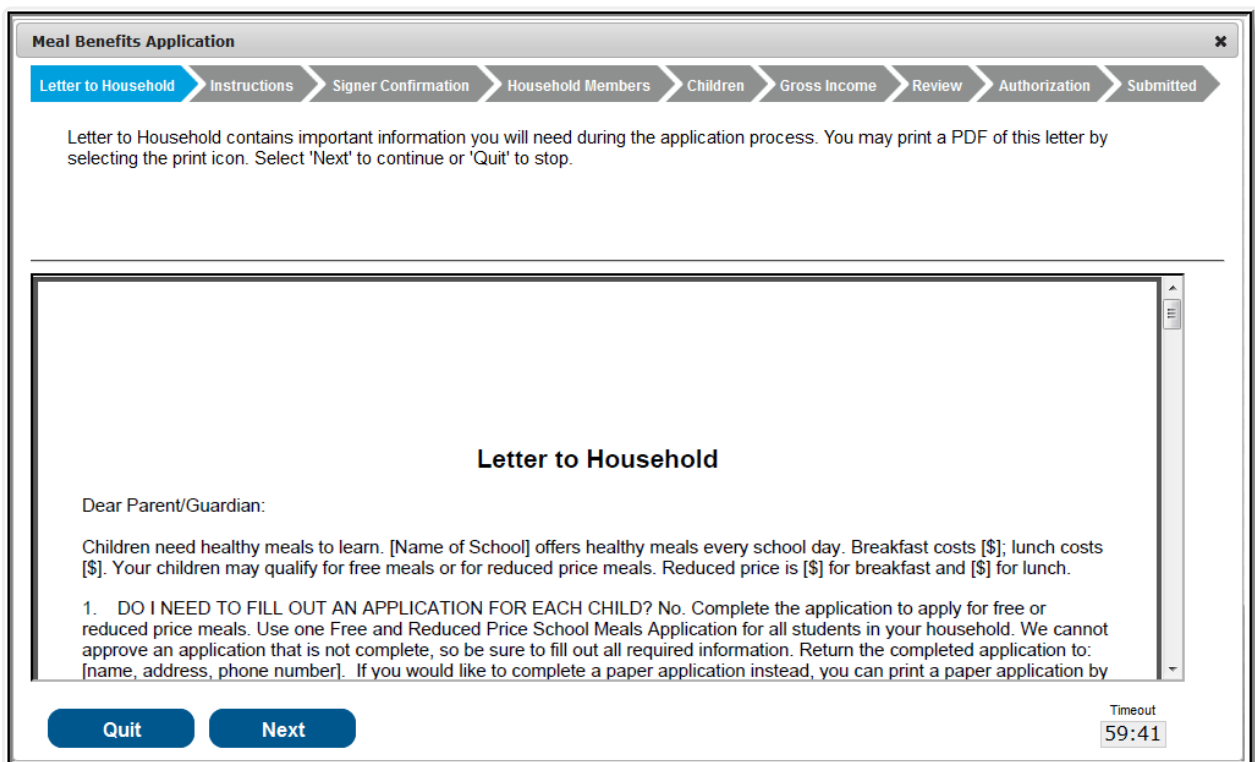 Meal Benefits Application
Letter to Household Instructions Signer Confirmation Household Members Children Gross Income Review Authorization Submitted
Letter to Household contains important information you will need during the application process. You may print a PDF of this letter by
selecting the print icon. Select 'Next' to continue or 'Quit' to stop.
Letter to Household
Dear Parent/Guardian:
Children need healthy meals to learn. [Name of School] offers healthy meals every school day. Breakfast costs [$]; lunch costs
[$]. Your children may qualify for free meals or for reduced price meals. Reduced price is [$] for breakfast and [$] for lunch.
1. DO I NEED TO FILL OUT AN APPLICATION FOR EACH CHILD? No. Complete the application to apply for free or
reduced price meals. Use one Free and Reduced Price School Meals Application for all students in your household. We cannot
approve an application that is not complete, so be sure to fill out all required information. Return the completed application to:
[name, address, phone number]. If you would like to complete a paper application instead, you can print a paper application by
Quit Next
Timeout
59:41